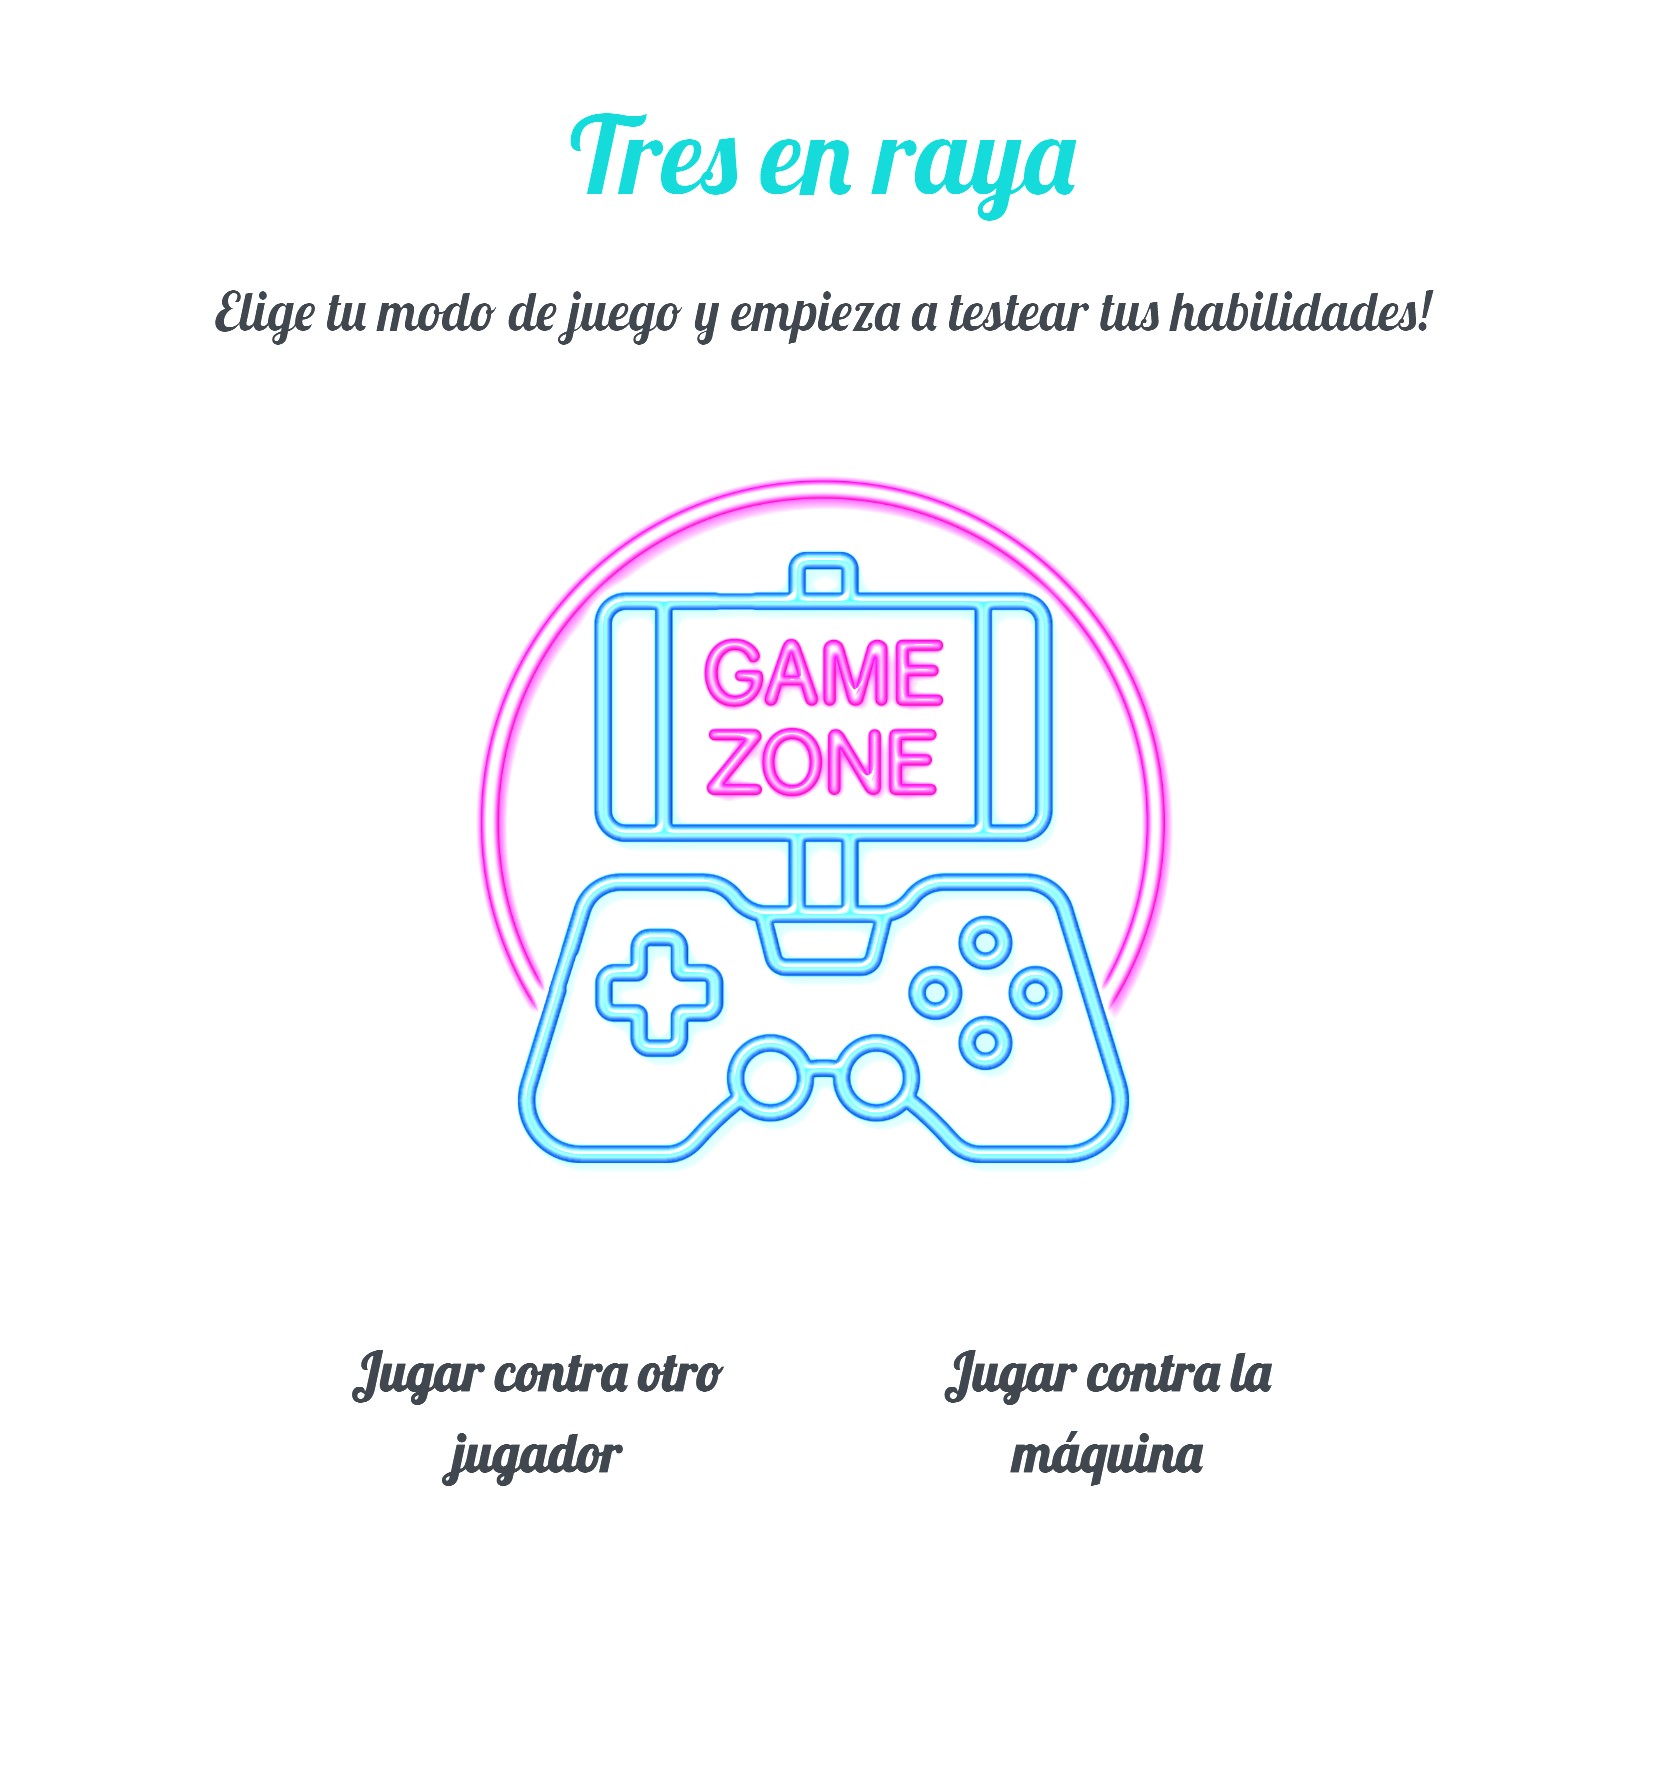 Tres en raya
Elige tu modo de juego y empieza a testear tus habilidades!
GAME
ZONE
Jugar contra otro
jugador
Jugar contra la
máquina